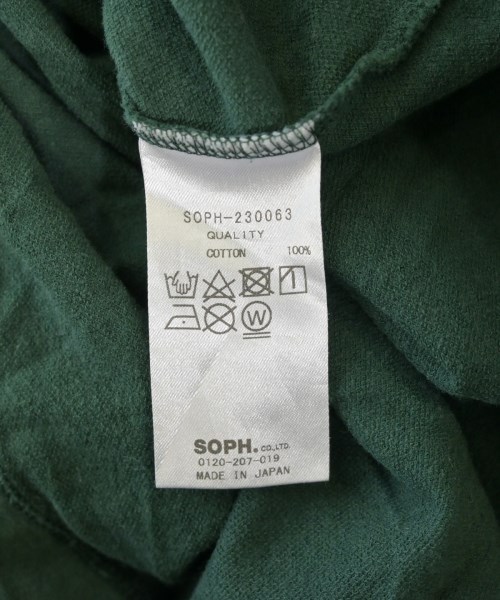 SOPH-230063
QUALITY
COTTON 100%
W
SOPH. CO.,LTD.
0120-207-019
MADE IN JAPAN